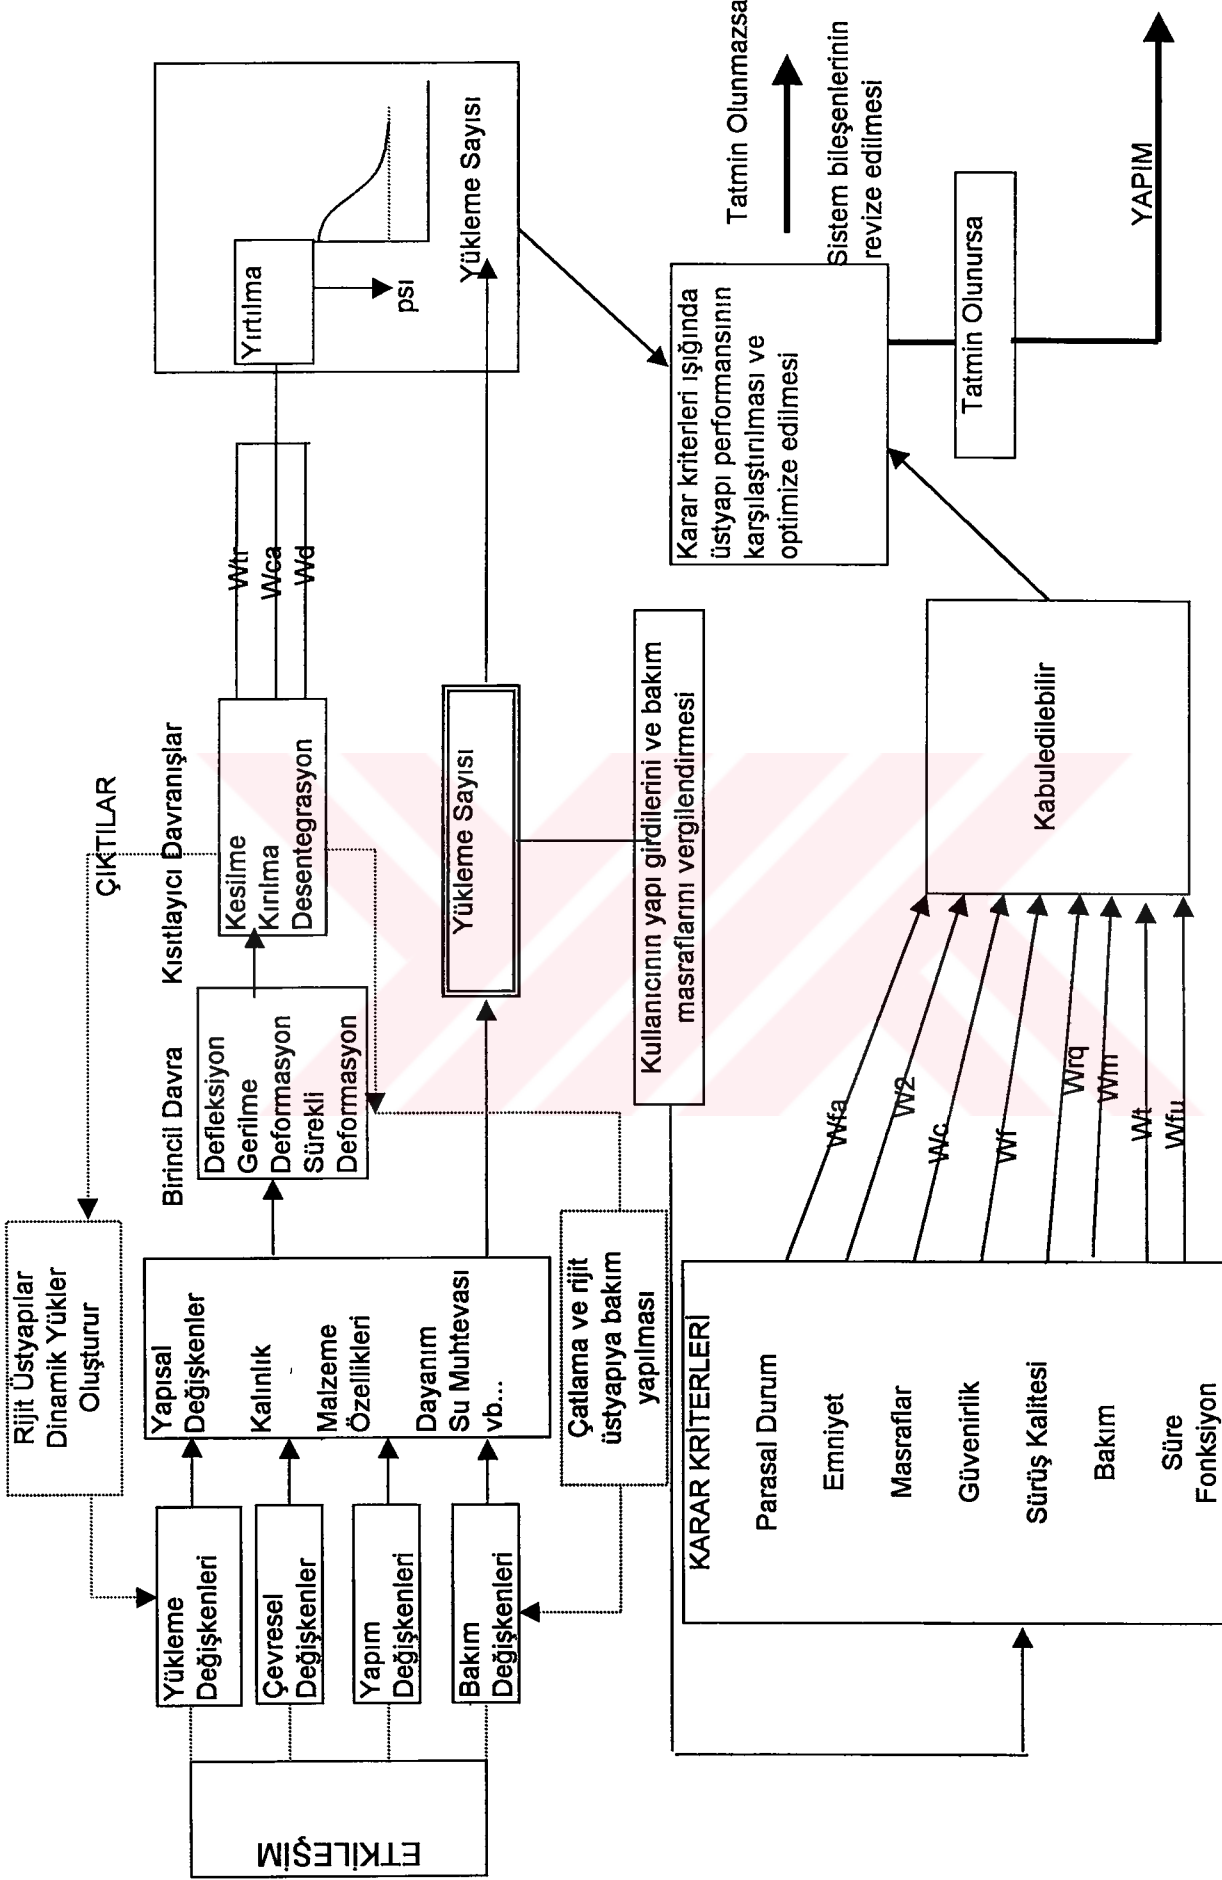 ETKİLEŞİM
Yükleme
Değişkenleri
Çevresel
Değişkenler
Yapım
Değişkenleri
Bakım
Değişkenleri
Rijit Üstyapılar
Dinamik Yükler
Oluşturur
Yapısal
Değişkenler
Kalınlık
Malzeme
Özellikleri
Dayanım
Su Muhtevası
vb...
Çatlama ve rijit
üstyapıya bakım
yapılması
Birincil Davra
Defleksiyon
Gerilme
Deformasyon
Sürekli
Deformasyon
ÇIKTILAR
Kısıtlayıcı Davranışlar
Kesilme
Kırılma
Desentegrasyon
Wtr
Wca
Wd
Yükleme Sayısı
Yırtılma
psı
Yükleme Sayısı
Kullanıcının yapı girdilerini ve bakım
masraflarını vergilendirmesi
KARAR KRİTERLERİ
Parasal Durum
Emniyet
Masraflar
Güvenirlik
Sürüş Kalitesi
Bakım
Süre
Fonksiyon
Wfa
W2
Wc
Wf
Wrq
Wm
Wt
Wfu
Kabuledilebilir
Karar kriterleri ışığında
üstyapı performansının
karşılaştırılması ve
optimize edilmesi
Tatmin Olunmazsa
Sistem bileşenlerinin
revize edilmesi
Tatmin Olunursa
YAPIM